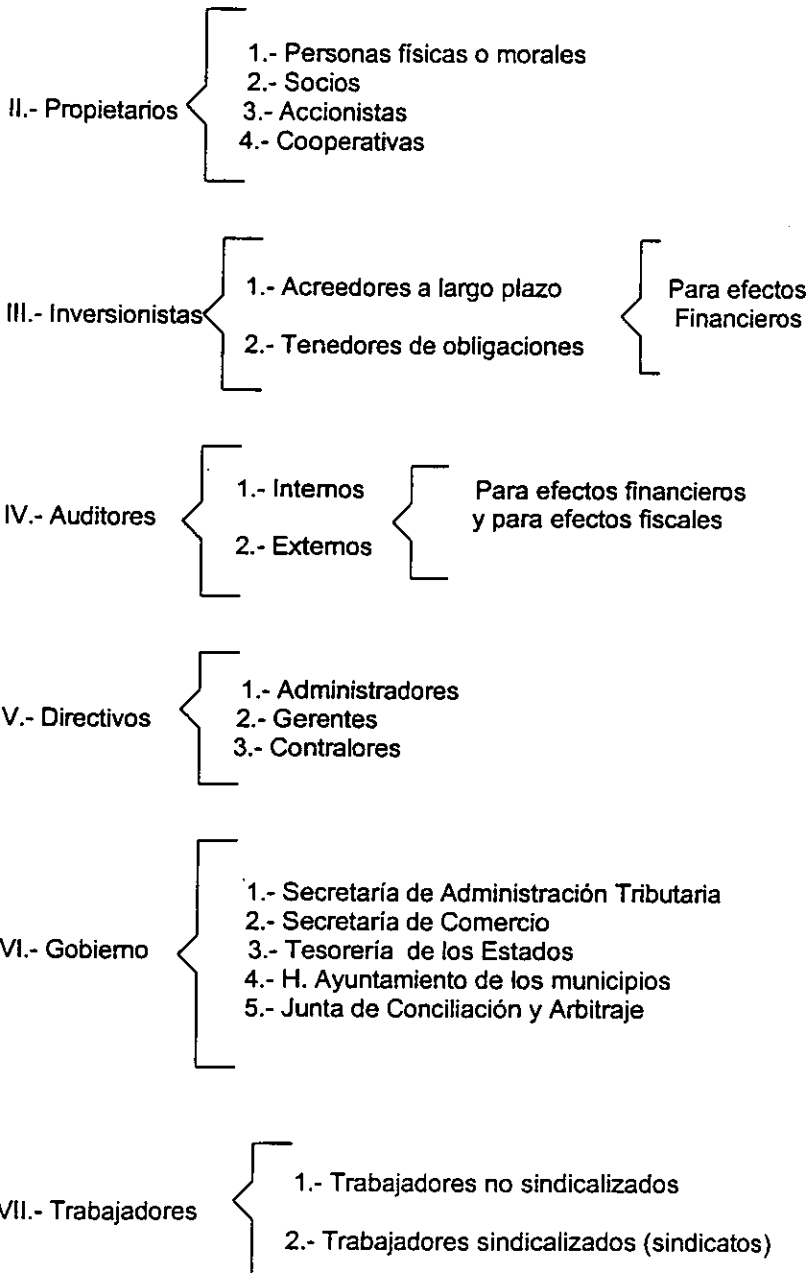 1.- Personas físicas o morales
2.- Socios
II.- Propietarios
3.- Accionistas
4.- Cooperativas
1.- Acreedores a largo plazo
Para efectos
III.- Inversionistas
Financieros
2.- Tenedores de obligaciones
1.- Internos
Para efectos financieros
IV.- Auditores
y para efectos fiscales
2.- Externos
1.- Administradores
V.- Directivos
2.- Gerentes
3.- Contralores
1.- Secretaría de Administración Tributaria
2.- Secretaría de Comercio
VI.- Gobierno
3.- Tesorería de los Estados
4.- H. Ayuntamiento de los municipios
5.- Junta de Conciliación y Arbitraje
1.- Trabajadores no sindicalizados
VII.- Trabajadores
2.- Trabajadores sindicalizados (sindicatos)